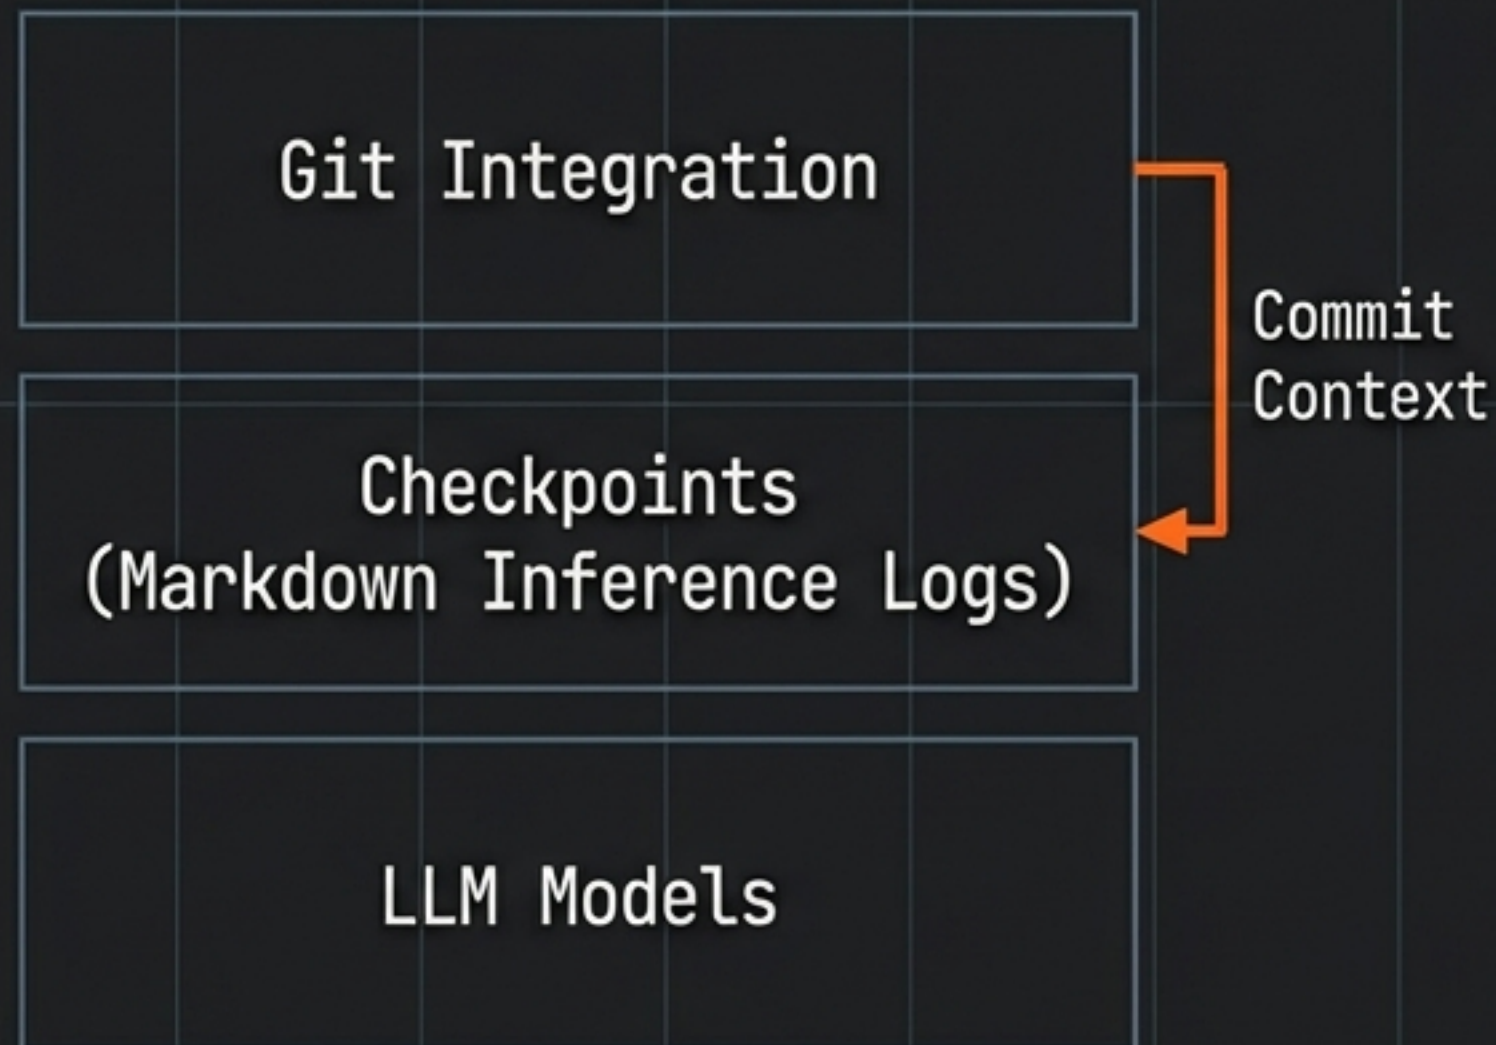 Git Integration
Commit
Context
Checkpoints
(Markdown Inference Logs)
LLM Models